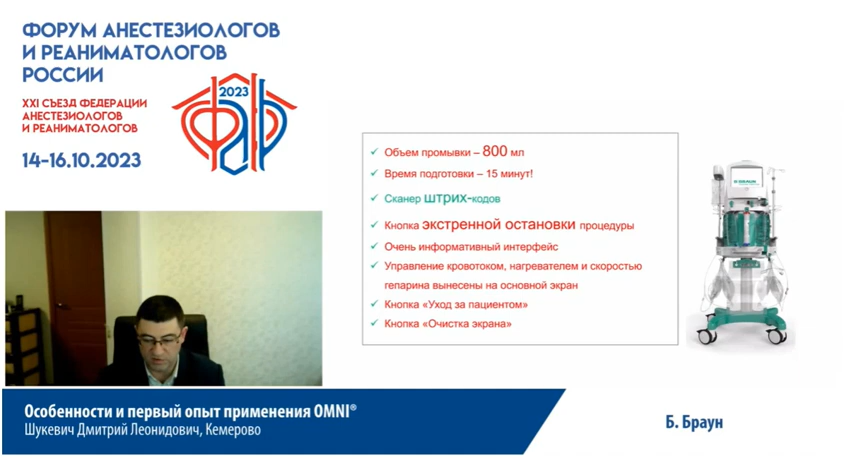 ФОРУМ АНЕСТЕЗИОЛОГОВ
И РЕАНИМАТОЛОГОВ
РОССИИ
XXI СЪЕЗД ФЕДЕРАЦИИ
АНЕСТЕЗИОЛОГОВ
И РЕАНИМАТОЛОГОВ
14-16.10.2023
2023
ФАР
Объем промывки – 800 мл
Время подготовки – 15 минут!
Сканер штрих-кодов
Кнопка экстренной остановки процедуры
Очень информативный интерфейс
Управление кровотоком, нагревателем и скоростью
гепарина вынесены на основной экран
Кнопка «Уход за пациентом»
Кнопка «Очистка экрана»
B BRAUN
Особенности и первый опыт применения OMNI®
Шукевич Дмитрий Леонидович, Кемерово
Б. Браун